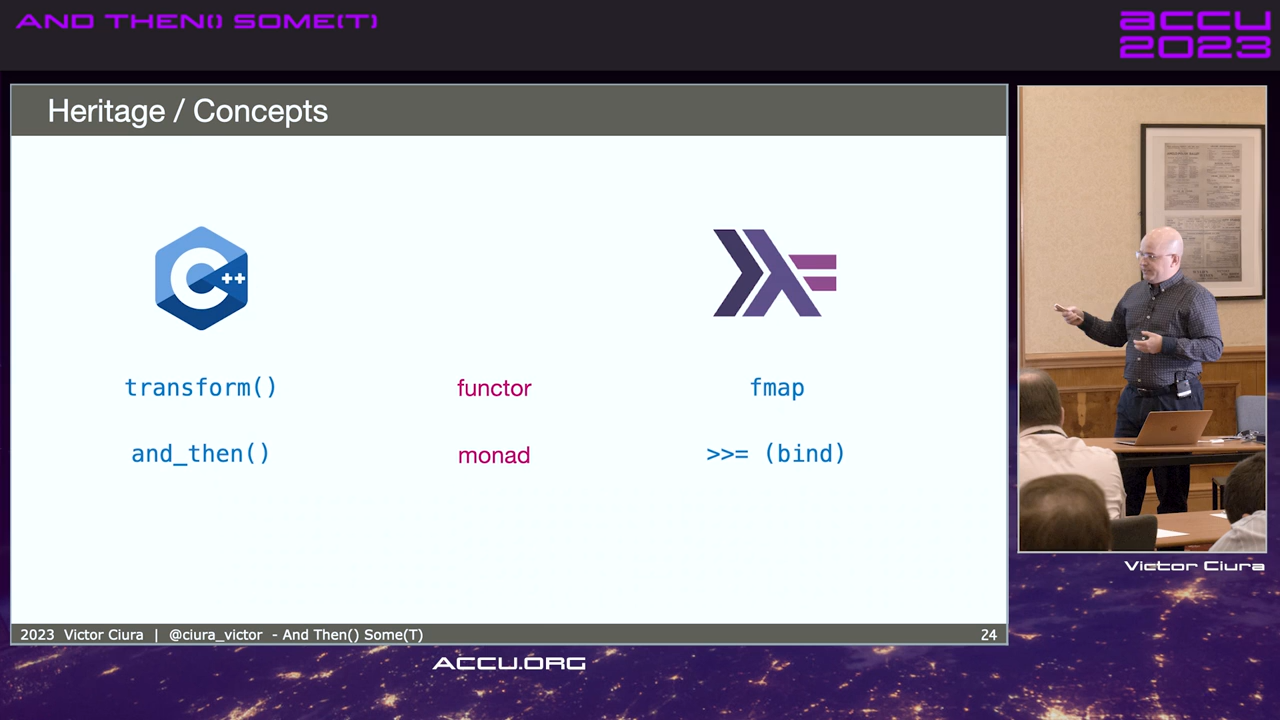 AND THEN() SOME(T)
ACCU
2023
Heritage / Concepts
C++
transform() functor fmap
and_then() monad >>= (bind)
2023 Victor Ciura | @ciura_victor - And Then() Some(T) 24
Victor Ciura
ACCU.ORG